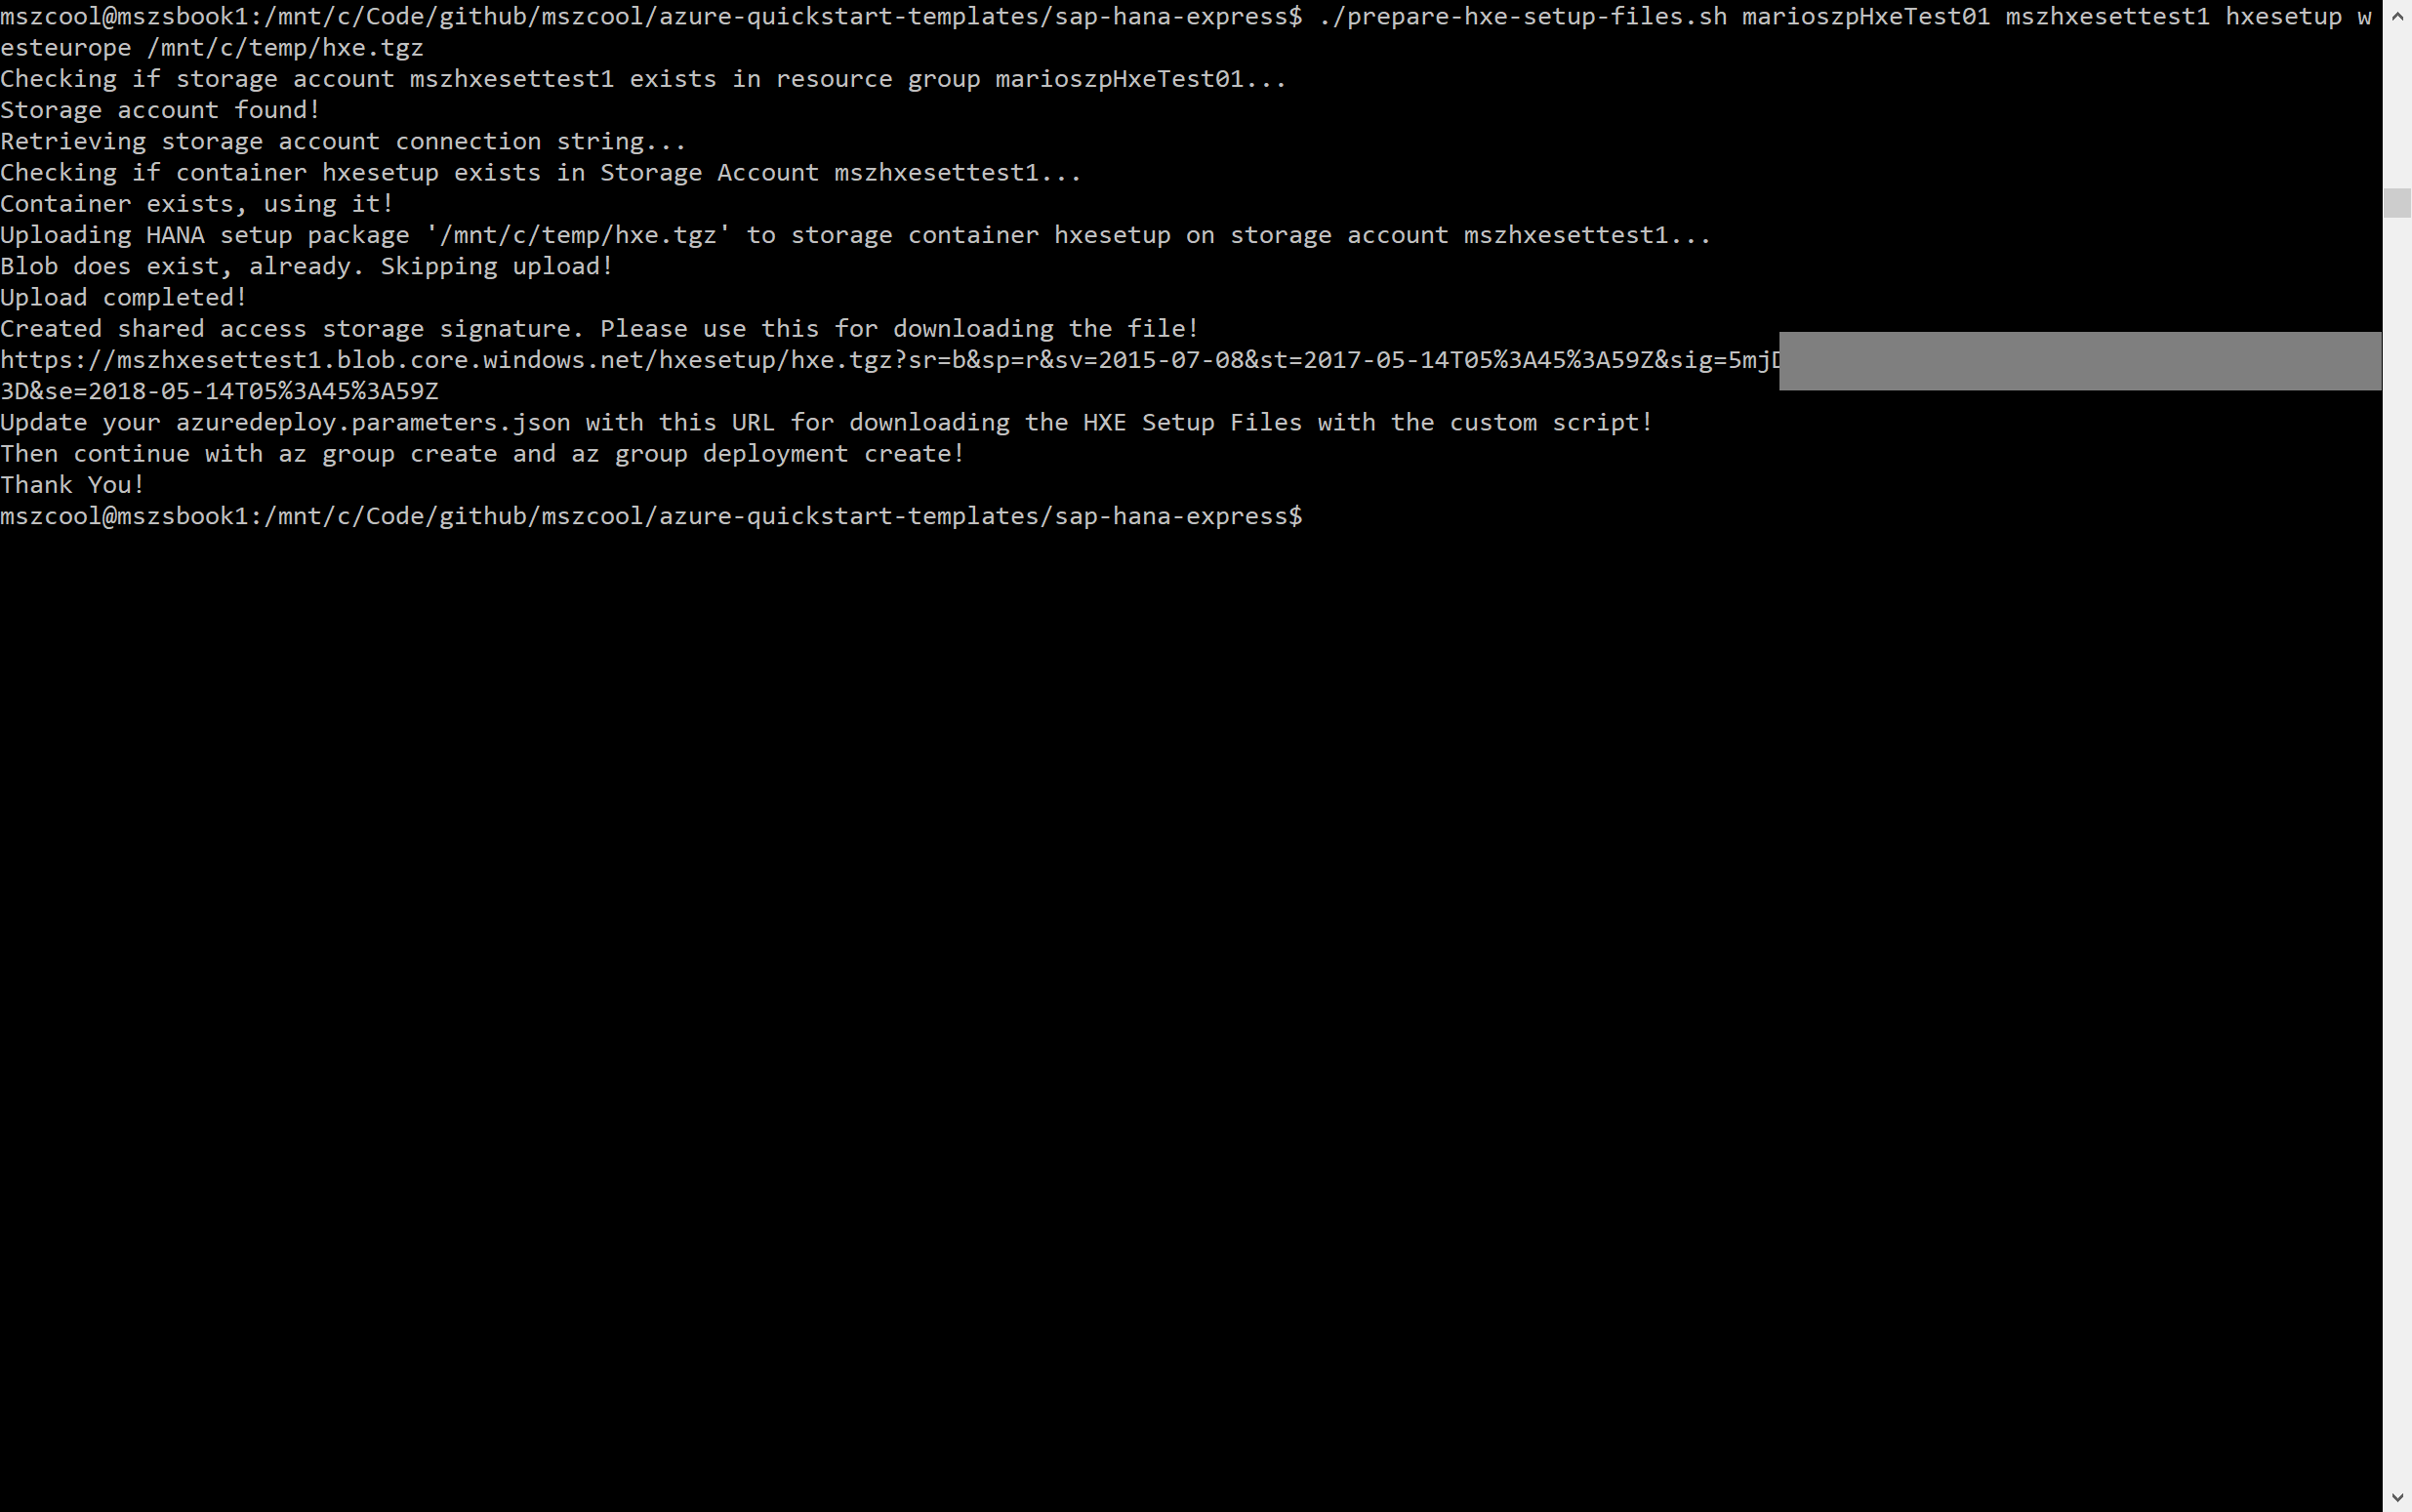 mszcool@mszsbook1:/mnt/c/Code/github/mszcool/azure-quickstart-templates/sap-hana-express$ ./prepare-hxe-setup-files.sh marioszpHxeTest01 mszhxesettest1 hxesetup w
esteurope /mnt/c/temp/hxe.tgz
Checking if storage account mszhxesettest1 exists in resource group marioszpHxeTest01...
Storage account found!
Retrieving storage account connection string...
Checking if container hxesetup exists in Storage Account mszhxesettest1...
Container exists, using it!
Uploading HANA setup package '/mnt/c/temp/hxe.tgz' to storage container hxesetup on storage account mszhxesettest1...
Blob does exist, already. Skipping upload!
Upload completed!
Created shared access storage signature. Please use this for downloading the file!
https://mszhxesettest1.blob.core.windows.net/hxesetup/hxe.tgz?sr=b&sp=r&sv=2015-07-08&st=2017-05-14T05%3A45%3A59Z&sig=5mj
3D&se=2018-05-14T05%3A45%3A59Z
Update your azuredeploy.parameters.json with this URL for downloading the HXE Setup Files with the custom script!
Then continue with az group create and az group deployment create!
Thank You!
mszcool@mszsbook1:/mnt/c/Code/github/mszcool/azure-quickstart-templates/sap-hana-express$